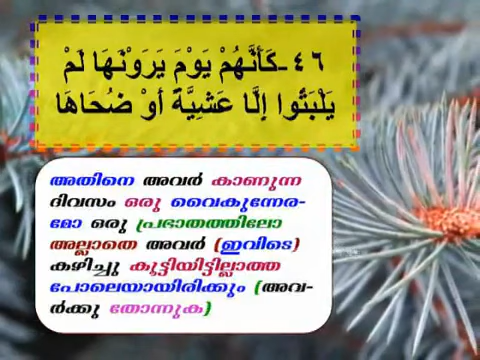 ٤٦-كَأَنَّهُمْ يَوْمَ يَرَوْنَهَا لَمْ
يَلْبَثُوا إِلَّا عَشِيَّةً أَوْ ضُحَاهَا
അതിനെ അവർ കാണുന്ന
ദിവസം ഒരു വൈകുന്നേര-
മോ ഒരു പ്രഭാതത്തിലോ
അല്ലാതെ അവർ (ഇവിടെ)
കഴിച്ചു കൂട്ടിയിട്ടില്ലാത്ത
പോലെയായിരിക്കും (അവ-
ർക്കു തോന്നുക)